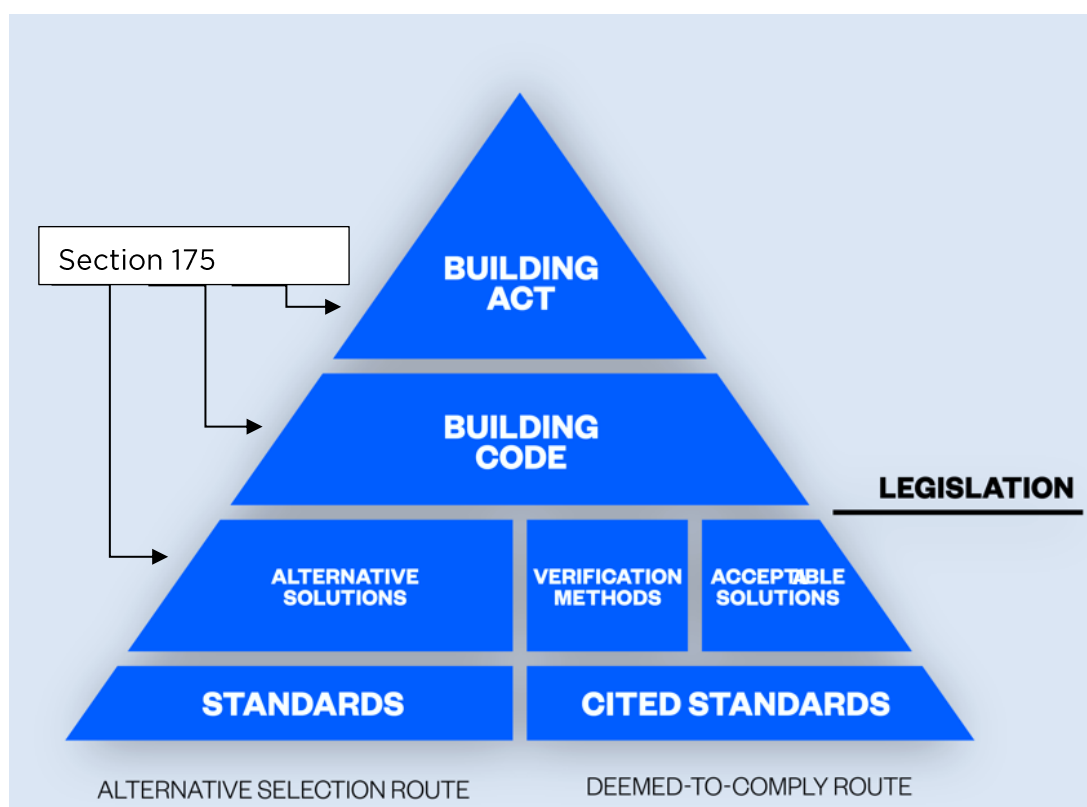 Section 175
BUILDING
ACT
BUILDING
CODE
LEGISLATION
ALTERNATIVE
SOLUTIONS
VERIFICATION
METHODS
ACCEPTABLE
SOLUTIONS
STANDARDS
CITED STANDARDS
ALTERNATIVE SELECTION ROUTE
DEEMED-TO-COMPLY ROUTE